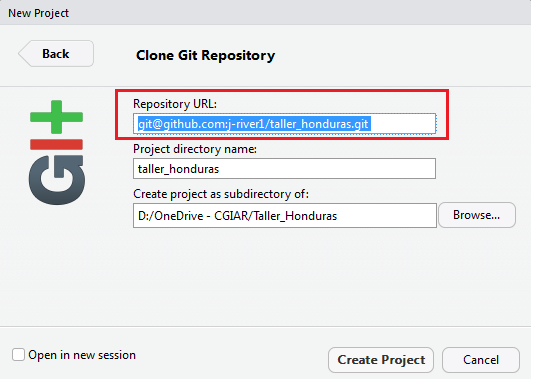 New Project
Back
Clone Git Repository
git
Repository URL:
git@github.com:j-river1/taller_honduras.git
Project directory name:
taller_honduras
Create project as subdirectory of:
D:/OneDrive - CGIAR/Taller_Honduras
Browse...
Open in new session
Create Project
Cancel